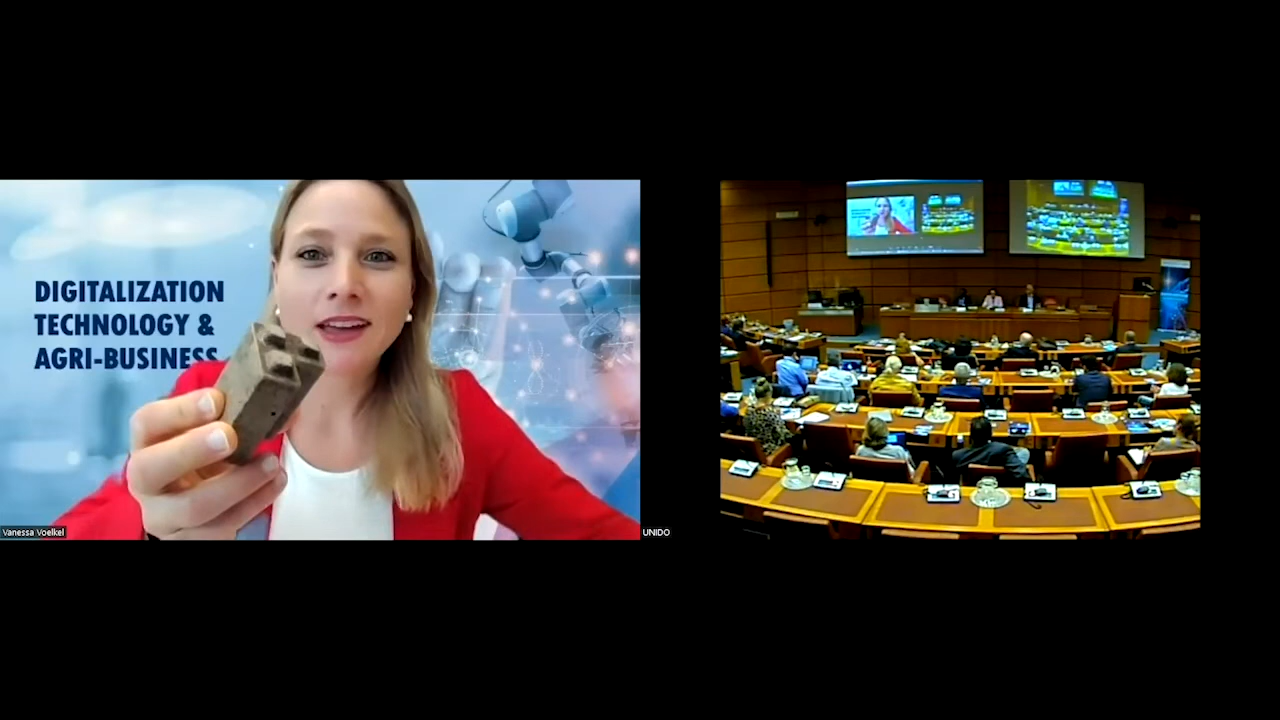 DIGITALIZATION
TECHNOLOGY &
AGRI-BUSINESS
Vanessa Voelkel
UNIDO